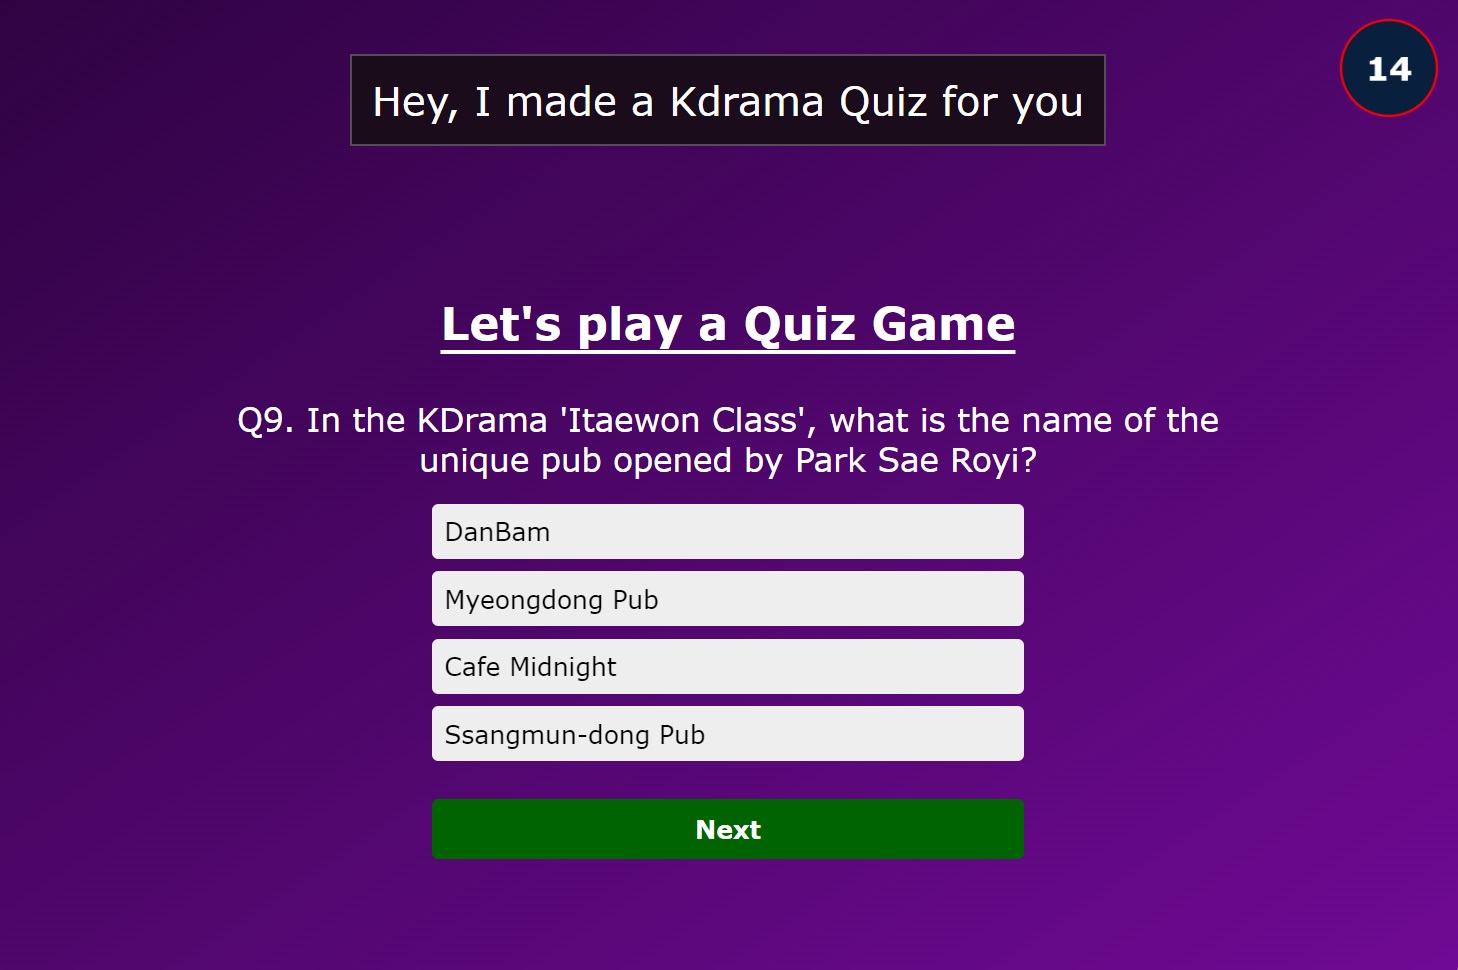 14
Hey, I made a Kdrama Quiz for you
Let's play a Quiz Game
Q9. In the KDrama 'Itaewon Class', what is the name of the
unique pub opened by Park Sae Royi?
DanBam
Myeongdong Pub
Cafe Midnight
Ssangmun-dong Pub
Next